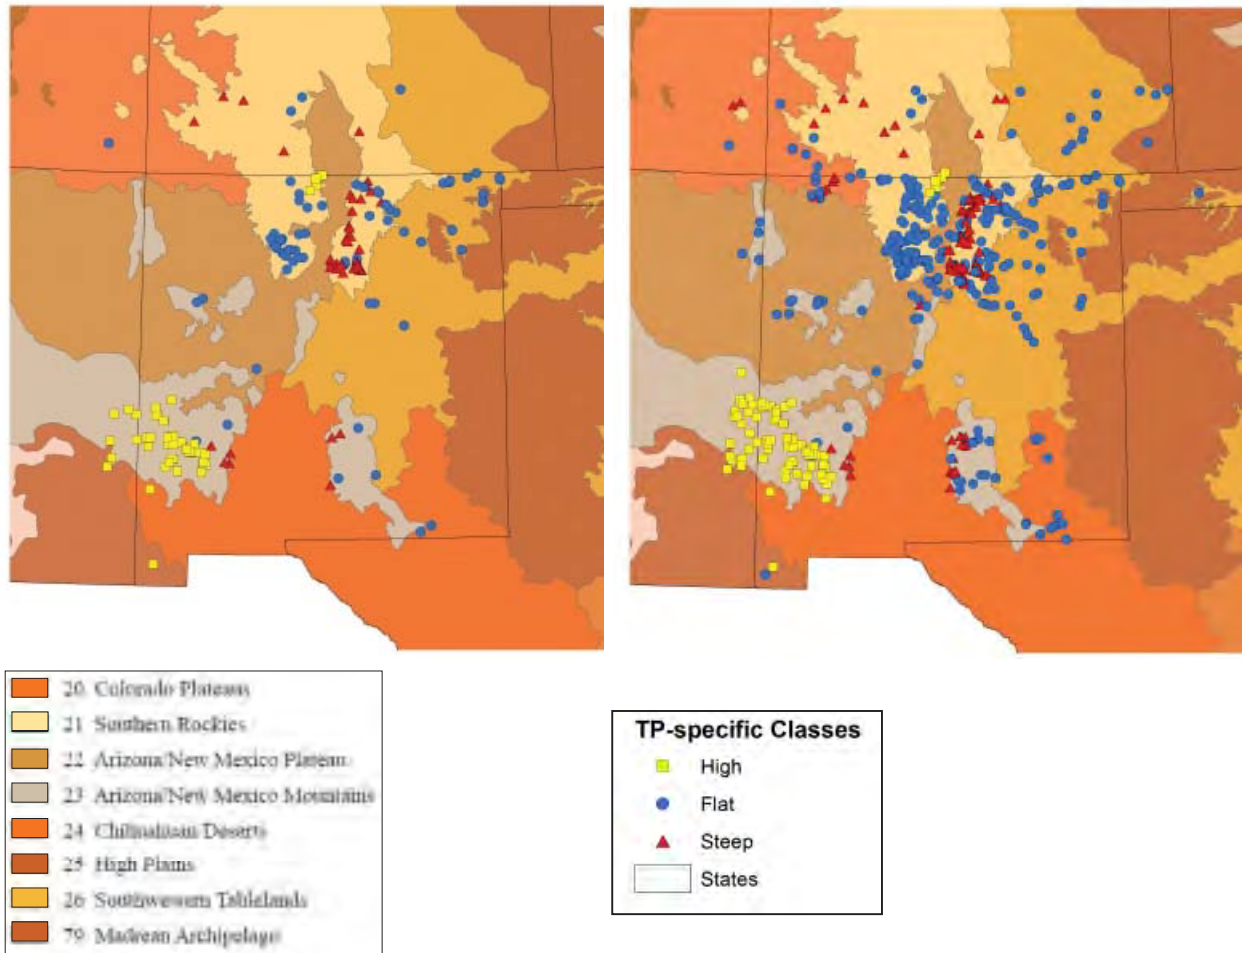 20 Colorado Plateaus
21 Southern Rockies
22 Arizona/New Mexico Plateau
23 Arizona/New Mexico Mountains
24 Chihuahuan Deserts
25 High Plains
26 Southwestern Tablelands
79 Madrean Archipelago
TP-specific Classes
High
Flat
Steep
States